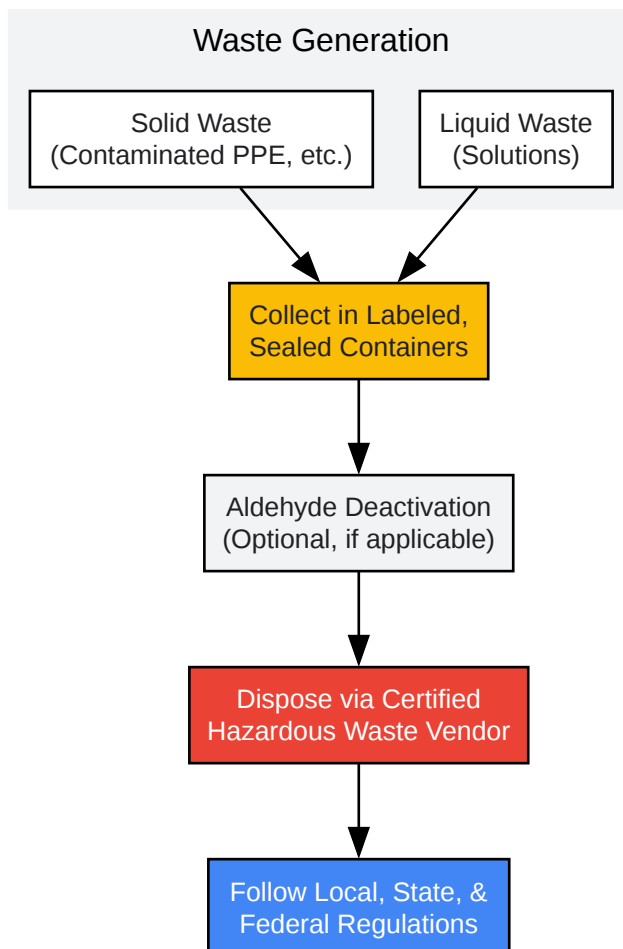 Waste Generation
Solid Waste
(Contaminated PPE, etc.)
Liquid Waste
(Solutions)
Collect in Labeled,
Sealed Containers
Aldehyde Deactivation
(Optional, if applicable)
Dispose via Certified
Hazardous Waste Vendor
Follow Local, State, &
Federal Regulations